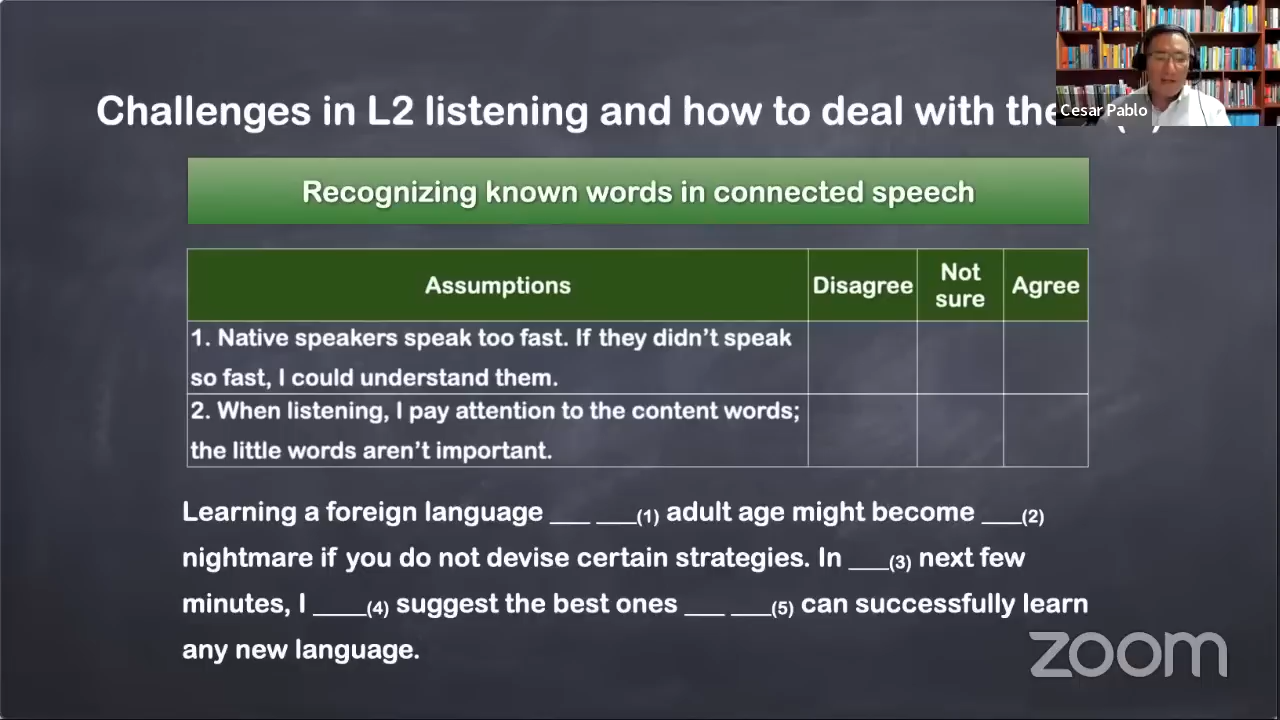 Challenges in L2 listening and how to deal with
Cesar Pablo
Recognizing known words in connected speech
Assumptions
Disagree
Not
sure
Agree
1. Native speakers speak too fast. If they didn't speak
so fast, I could understand them.
2. When listening, I pay attention to the content words;
the little words aren't important.
Learning a foreign language ___ ___(1) adult age might become ___(2)
nightmare if you do not devise certain strategies. In ___(3) next few
minutes, I ____(4) suggest the best ones ___ ___(5) can successfully learn
any new language.
zoom